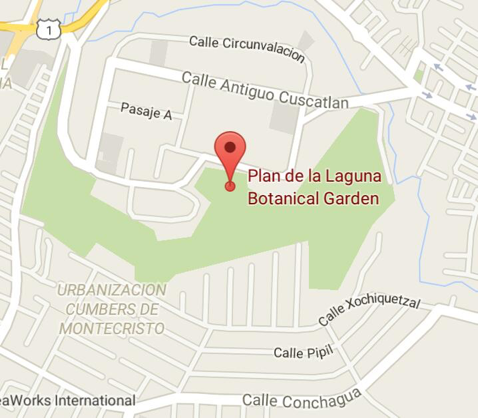 1
Calle Circunvalacion
Calle Antiguo Cuscatlan
Pasaje A
Plan de la Laguna
Botanical Garden
URBANIZACION
CUMBERS DE
MONTECRISTO
Calle Xochiquetzal
Calle Pipil
eaWorks International
Calle Conchagua